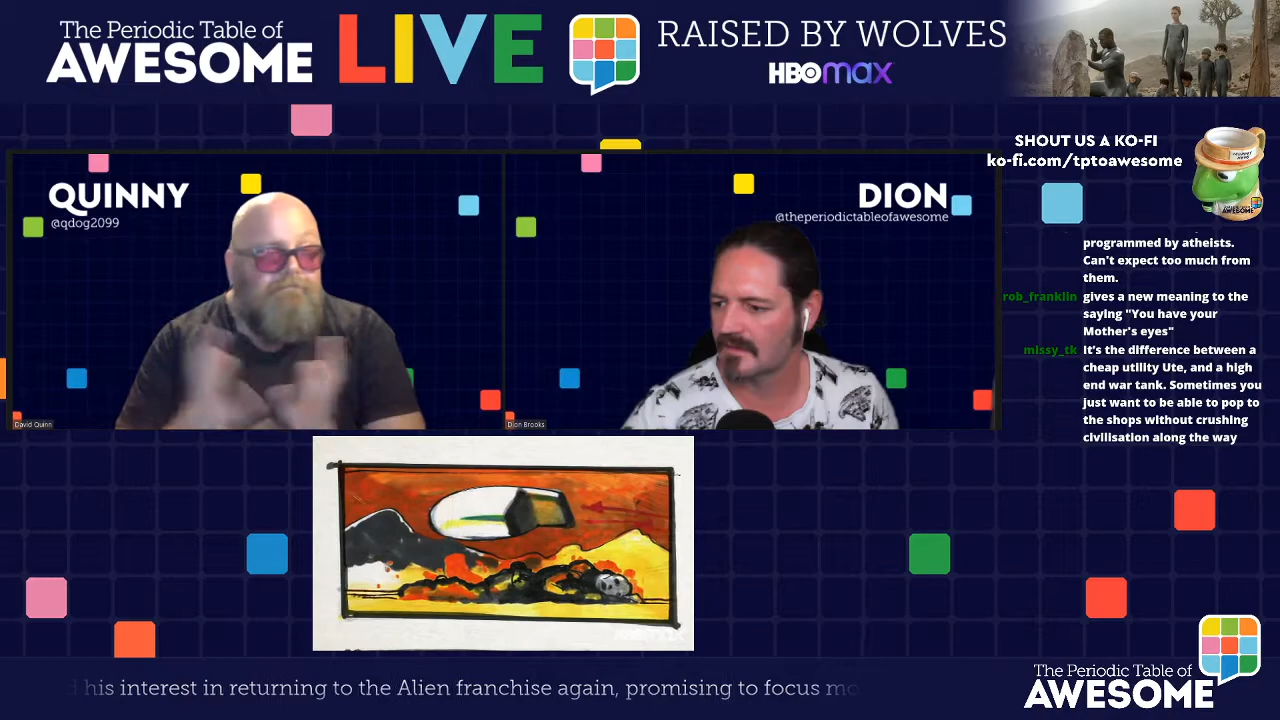 The Periodic Table of
AWESOME
LIVE
RAISED BY WOLVES
HBOmax
SHOUT US A KO-FI
ko-fi.com/tptoawesome
QUINNY
@qdog2099
DION
@theperiodictableofawesome
programmed by atheists.
Can't expect too much from
them.
rob_franklin gives a new meaning to the
saying "You have your
Mother's eyes"
missy_tk It's the difference between a
cheap utility Ute, and a high
end war tank. Sometimes you
just want to be able to pop to
the shops without crushing
civilisation along the way
David Quinn
Dion Brooks
his interest in returning to the Alien franchise again, promising to focus
The Periodic Table of
AWESOME